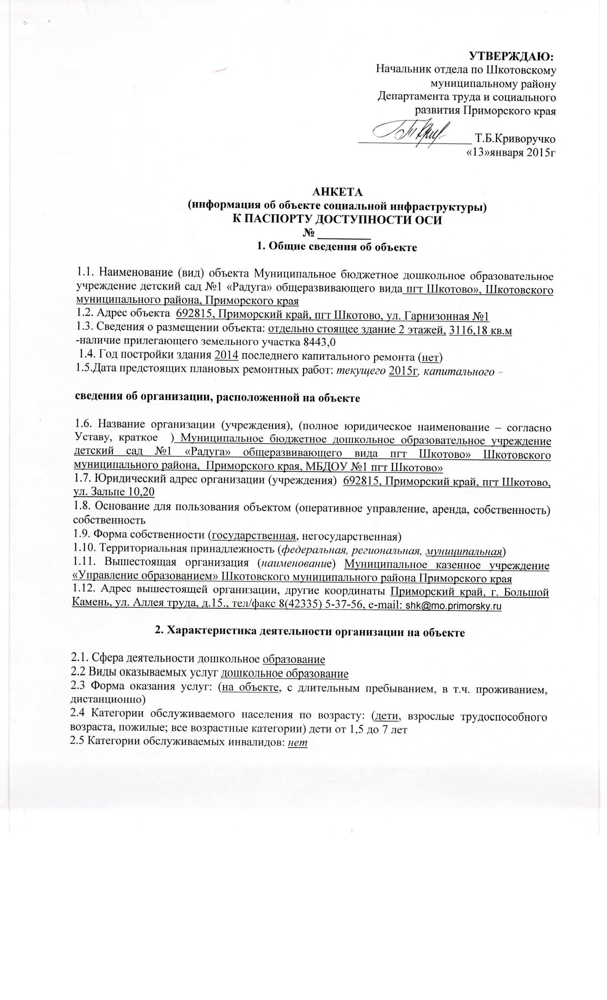 УТВЕРЖДАЮ:
Начальник отдела по Шкотовскому
муниципальному району
Департамента труда и социального
развития Приморского края
____________________ Т.Б.Криворучко
«13»января 2015г
АНКЕТА
(информация об объекте социальной инфраструктуры)
К ПАСПОРТУ ДОСТУПНОСТИ ОСИ
№ _________
1. Общие сведения об объекте
1.1. Наименование (вид) объекта Муниципальное бюджетное дошкольное образовательное
учреждение детский сад №1 «Радуга» общеразвивающего вида пгт Шкотово», Шкотовского
муниципального района, Приморского края
1.2. Адрес объекта 692815, Приморский край, пгт Шкотово, ул. Гарнизонная №1
1.3. Сведения о размещении объекта: отдельно стоящее здание 2 этажей, 3116,18 кв.м
-наличие прилегающего земельного участка 8443,0
1.4. Год постройки здания 2014 последнего капитального ремонта (нет)
1.5.Дата предстоящих плановых ремонтных работ: текущего 2015г, капитального -
сведения об организации, расположенной на объекте
1.6. Название организации (учреждения), (полное юридическое наименование – согласно
Уставу, краткое ) Муниципальное бюджетное дошкольное образовательное учреждение
детский сад №1 «Радуга» общеразвивающего вида пгт Шкотово» Шкотовского
муниципального района, Приморского края, МБДОУ №1 пгт Шкотово»
1.7. Юридический адрес организации (учреждения) 692815, Приморский край, пгт Шкотово,
ул. Зальпе 10,20
1.8. Основание для пользования объектом (оперативное управление, аренда, собственность)
собственность
1.9. Форма собственности (государственная, негосударственная)
1.10. Территориальная принадлежность (федеральная, региональная, муниципальная)
1.11. Вышестоящая организация (наименование) Муниципальное казенное учреждение
«Управление образованием» Шкотовского муниципального района Приморского края
1.12. Адрес вышестоящей организации, другие координаты Приморский край, г. Большой
Камень, ул. Аллея труда, д.15., тел/факс 8(42335) 5-37-56, e-mail: shk@mo.primorsky.ru
2. Характеристика деятельности организации на объекте
2.1. Сфера деятельности дошкольное образование
2.2 Виды оказываемых услуг дошкольное образование
2.3 Форма оказания услуг: (на объекте, с длительным пребыванием, в т.ч. проживанием,
дистанционно)
2.4 Категории обслуживаемого населения по возрасту: (дети, взрослые трудоспособного
возраста, пожилые; все возрастные категории) дети от 1,5 до 7 лет
2.5 Категории обслуживаемых инвалидов: нет